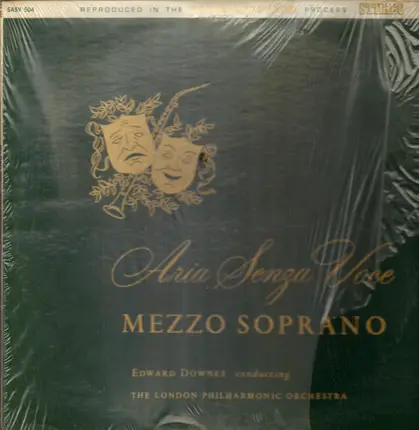 SASV 504 REPRODUCED IN THE PROCESS STEREO
Aria Senza Voce
MEZZO SOPRANO
EDWARD DOWNES conducting
THE LONDON PHILHARMONIC ORCHESTRA